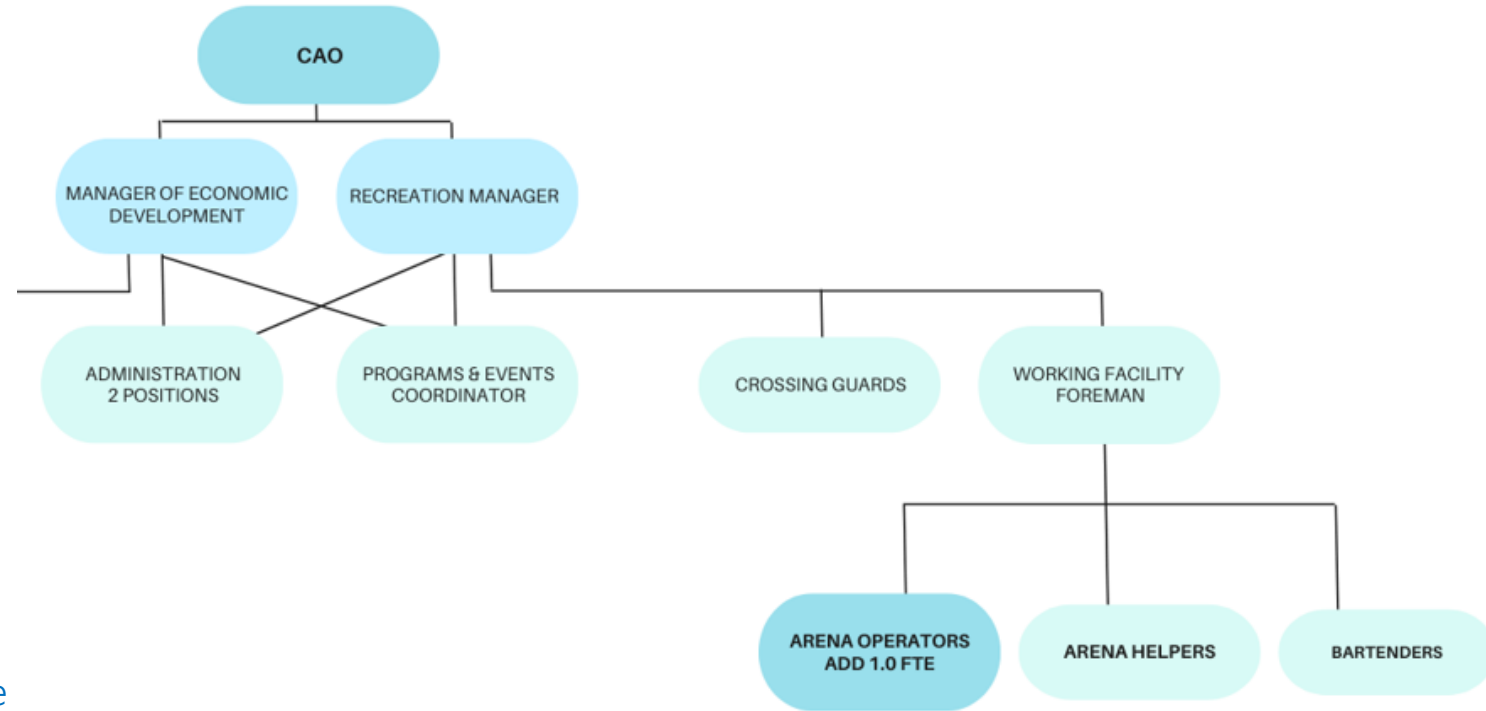 CAO
MANAGER OF ECONOMIC
DEVELOPMENT
RECREATION MANAGER
ADMINISTRATION
2 POSITIONS
PROGRAMS & EVENTS
COORDINATOR
CROSSING GUARDS
WORKING FACILITY
FOREMAN
ARENA OPERATORS
ADD 1.0 FTE
ARENA HELPERS
BARTENDERS
e